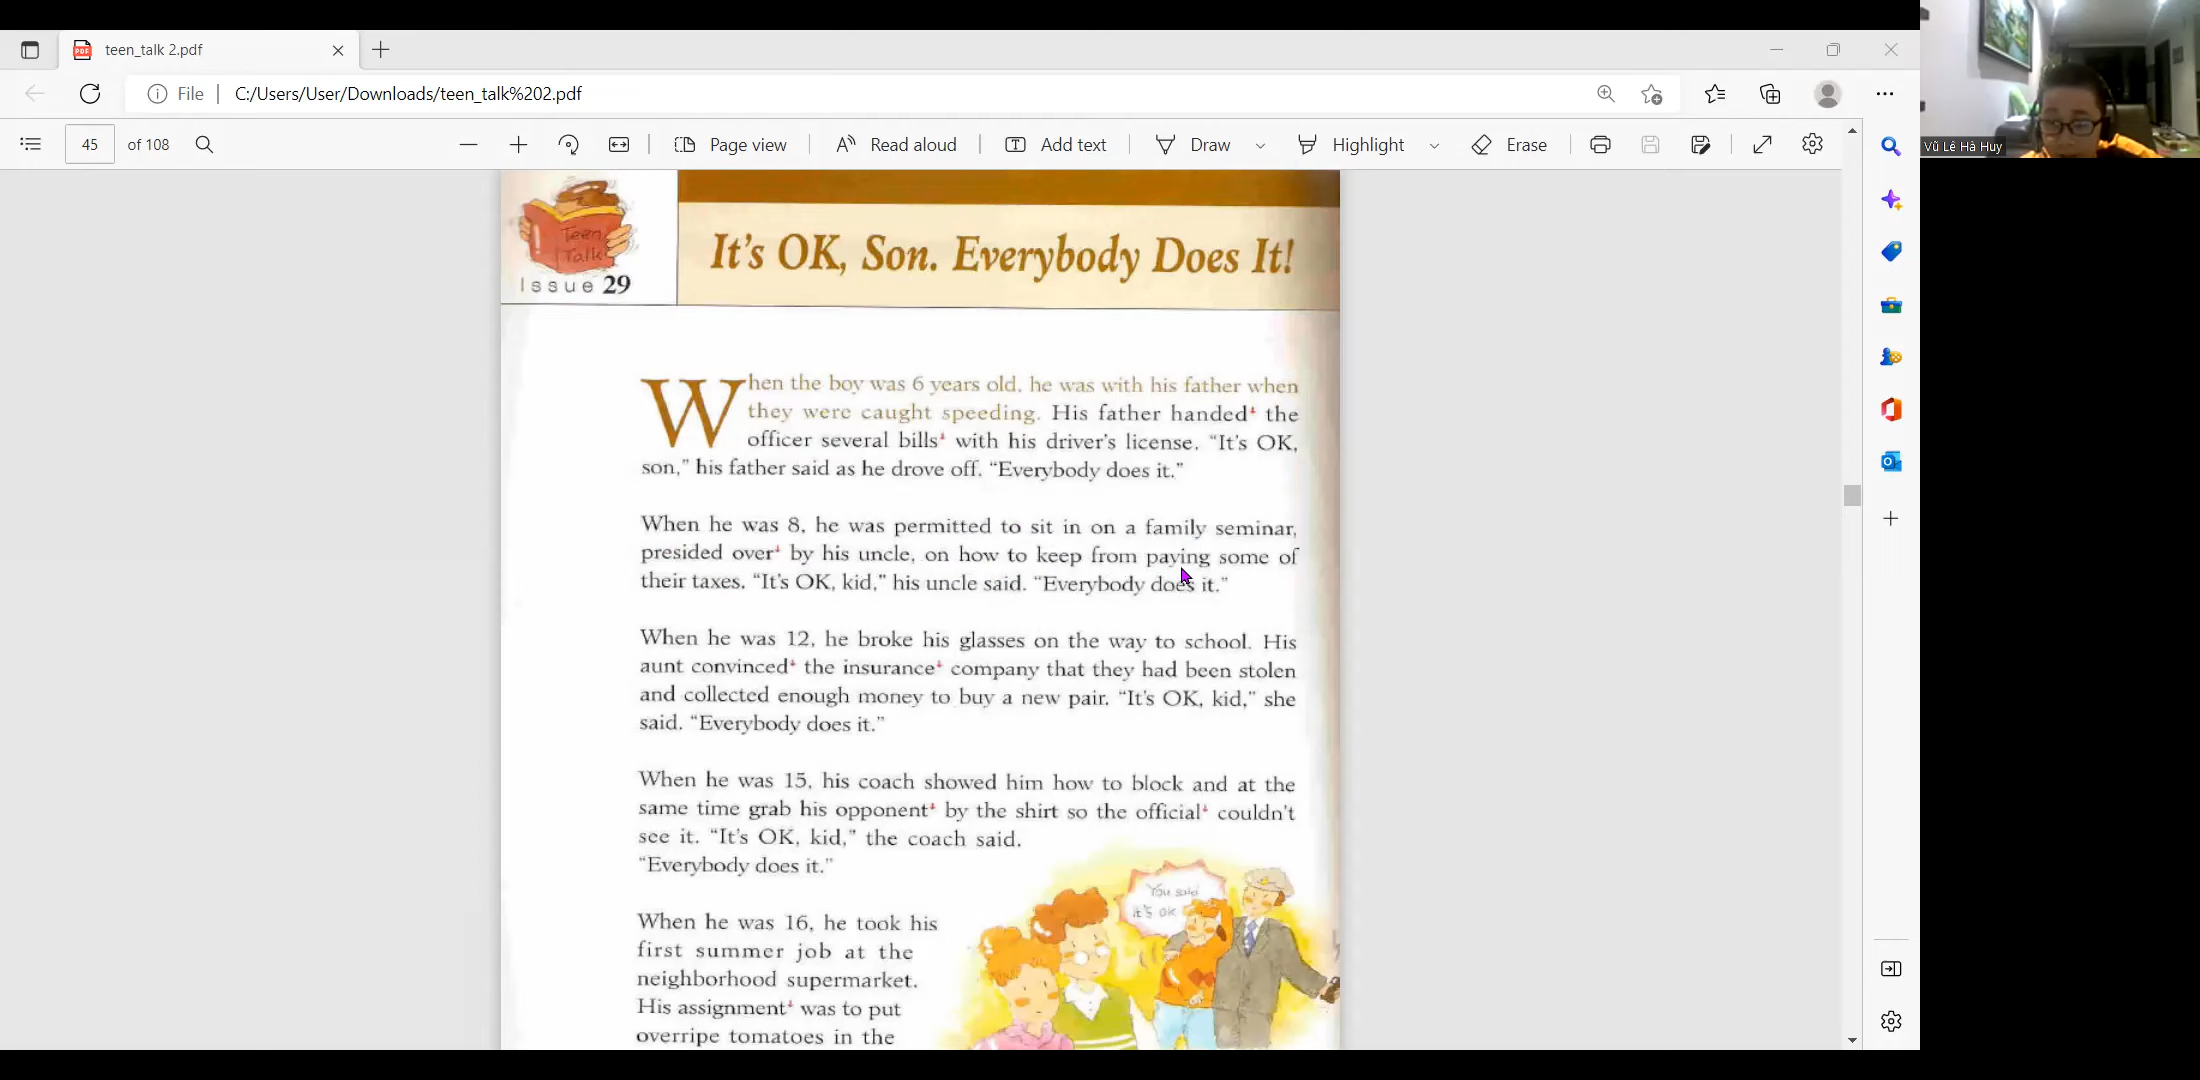 teen_talk 2.pdf
File
C:/Users/User/Downloads/teen_talk%202.pdf
45 of 108
Page view
Read aloud
Add text
Draw
Highlight
Erase
Vũ Lê Hà Huy
Teen
Talk
Issue 29
It's OK, Son. Everybody Does It!
When the boy was 6 years old, he was with his father when
they were caught speeding. His father handed the
officer several bills with his driver's license. “It's OK,
son,” his father said as he drove off. “Everybody does it.”
When he was 8, he was permitted to sit in on a family seminar,
presided over by his uncle, on how to keep from paying some of
their taxes. “It's OK, kid,” his uncle said. “Everybody does it.”
When he was 12, he broke his glasses on the way to school. His
aunt convinced the insurance company that they had been stolen
and collected enough money to buy a new pair. “It's OK, kid,” she
said. “Everybody does it.”
When he was 15, his coach showed him how to block and at the
same time grab his opponent by the shirt so the official couldn't
see it. “It's OK, kid,” the coach said.
“Everybody does it.”
You said
it's OK
When he was 16, he took his
first summer job at the
neighborhood supermarket.
His assignment was to put
overripe tomatoes in the